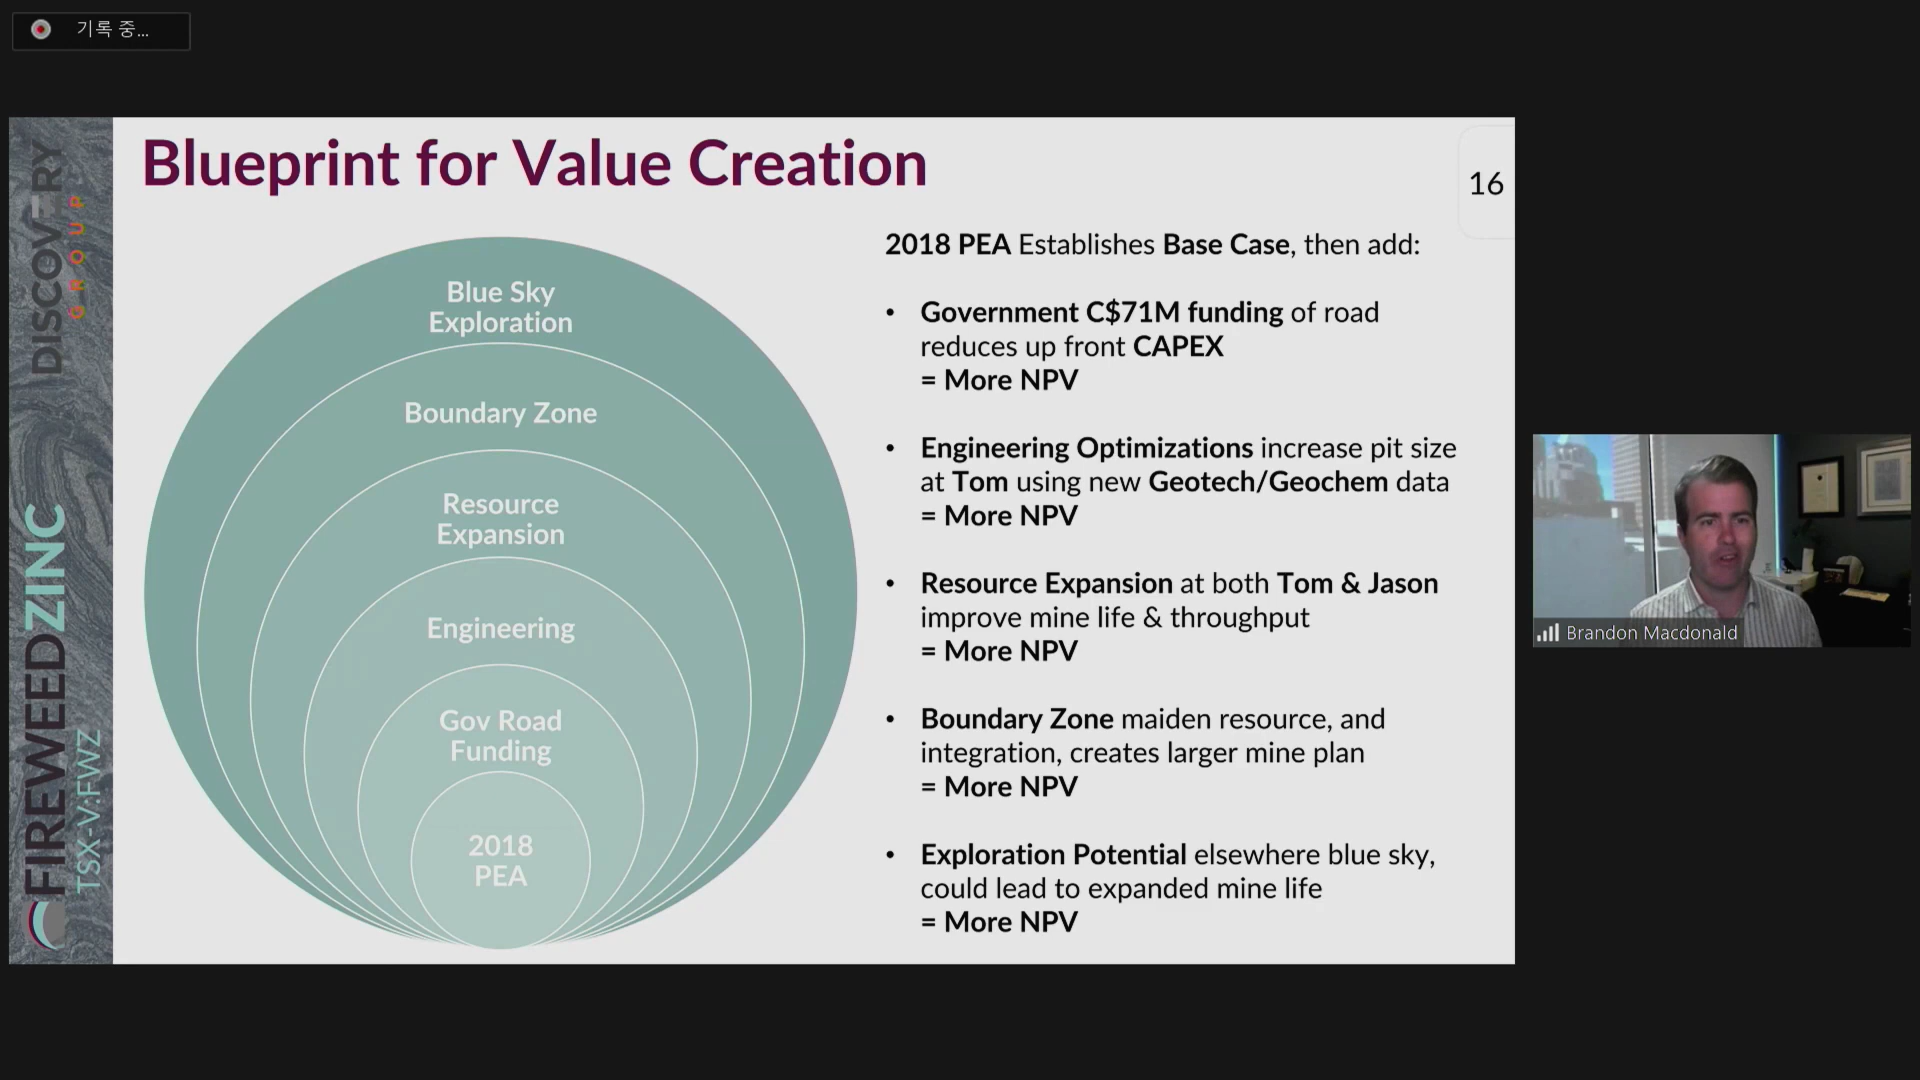 기록 중...
Blueprint for Value Creation
16
DISCOVERY
GROUP
FIREWEEDZINC
TSX-V:FWZ
Blue Sky
Exploration
Boundary Zone
Resource
Expansion
Engineering
Gov Road
Funding
2018
PEA
2018 PEA Establishes Base Case, then add:
• Government C$71M funding of road
reduces up front CAPEX
= More NPV
• Engineering Optimizations increase pit size
at Tom using new Geotech/Geochem data
= More NPV
• Resource Expansion at both Tom & Jason
improve mine life & throughput
= More NPV
• Boundary Zone maiden resource, and
integration, creates larger mine plan
= More NPV
• Exploration Potential elsewhere blue sky,
could lead to expanded mine life
= More NPV
Brandon Macdonald